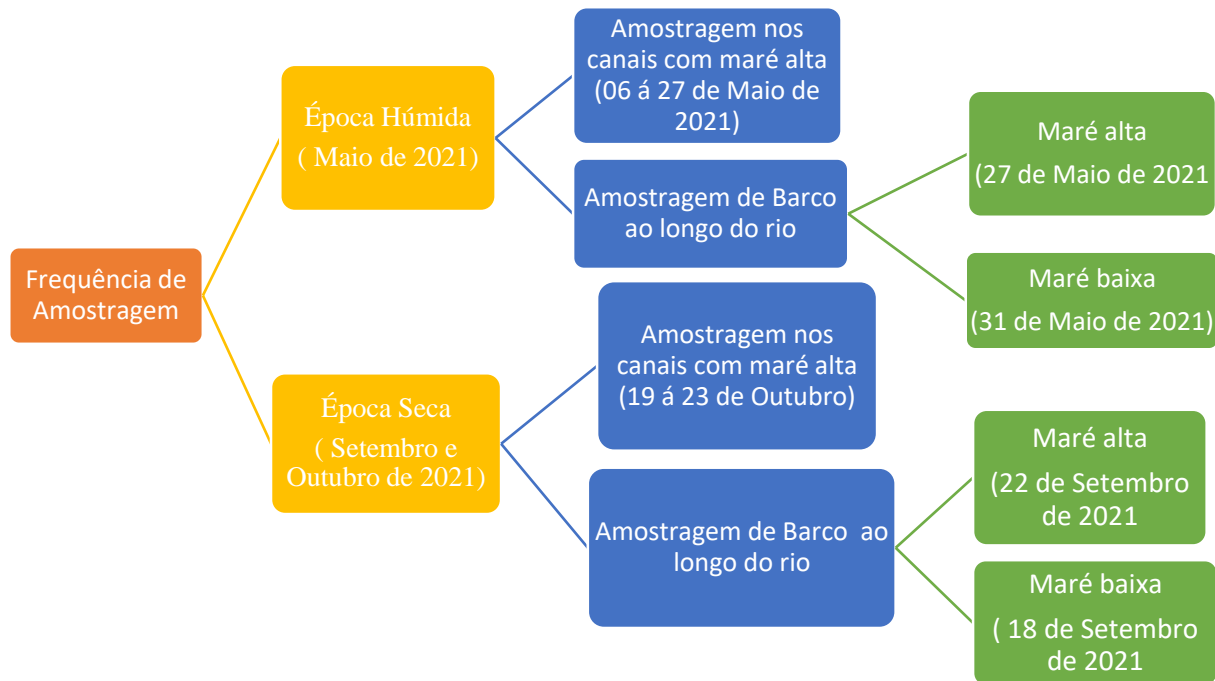 Frequência de
Amostragem
Época Húmida
( Maio de 2021)
Amostragem nos
canais com maré alta
(06 á 27 de Maio de
2021)
Amostragem de Barco
ao longo do rio
Maré alta
(27 de Maio de 2021
Maré baixa
(31 de Maio de 2021)
Época Seca
( Setembro e
Outubro de 2021)
Amostragem nos
canais com maré alta
(19 á 23 de Outubro)
Amostragem de Barco ao
longo do rio
Maré alta
(22 de Setembro
de 2021
Maré baixa
( 18 de Setembro
de 2021